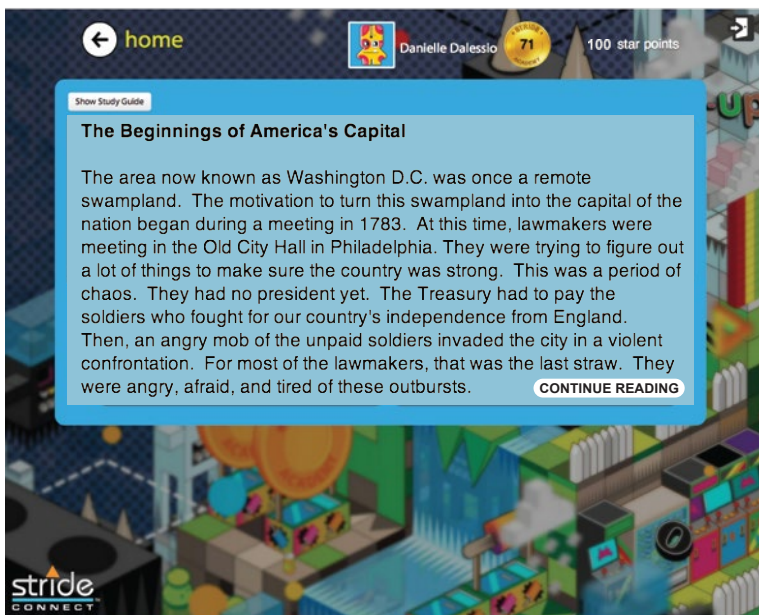 home
Danielle Dalessio
STRIDE
71
ACADEMY
100 star points
-up
Show Study Guide
The Beginnings of America's Capital
The area now known as Washington D.C. was once a remote
swampland. The motivation to turn this swampland into the capital of the
nation began during a meeting in 1783. At this time, lawmakers were
meeting in the Old City Hall in Philadelphia. They were trying to figure out
a lot of things to make sure the country was strong. This was a period of
chaos. They had no president yet. The Treasury had to pay the
soldiers who fought for our country's independence from England.
Then, an angry mob of the unpaid soldiers invaded the city in a violent
confrontation. For most of the lawmakers, that was the last straw. They
were angry, afraid, and tired of these outbursts.
CONTINUE READING
ACADEMY
stride
CONNECT